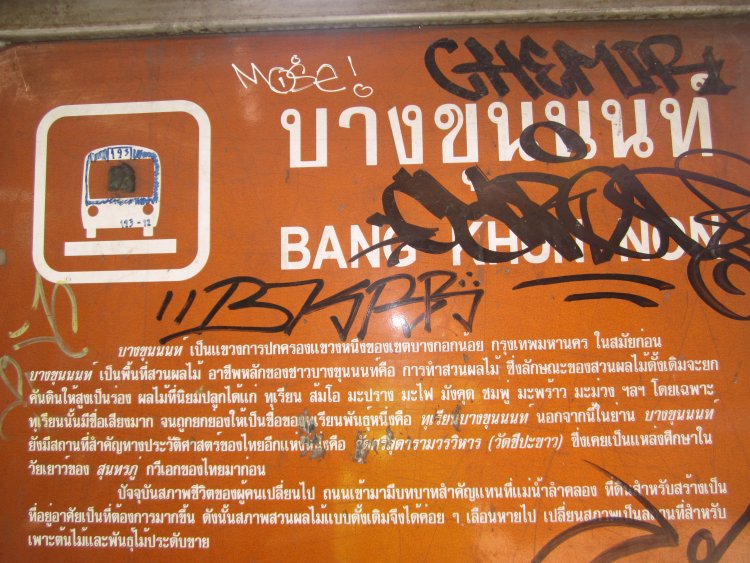 Mose!
บางขุนนนท์
193
193-12
BANG KHUN NON
บางขุนนนท์ เป็นแขวงการปกครองแขวงหนึ่งของเขตบางกอกน้อย กรุงเทพมหานคร ในสมัยก่อน
บางขุนนนท์ เป็นพื้นที่สวนผลไม้ อาชีพหลักของชาวบางขุนนนท์คือ การทำสวนผลไม้ ซึ่งลักษณะของสวนผลไม้ดั้งเดิมจะยก
คันดินให้สูงเป็นร่อง ผลไม้ที่นิยมปลูกได้แก่ ทุเรียน ส้มโอ มะปราง มะไฟ มังคุด ชมพู่ มะพร้าว มะม่วง ฯลฯ โดยเฉพาะ
ทุเรียนนั้นมีชื่อเสียงมาก จนถูกยกย่องให้เป็นชื่อของทุเรียนพันธุ์หนึ่งคือ ทุเรียนบางขุนนนท์ นอกจากนี้ในย่าน บางขุนนนท์
ยังมีสถานที่สำคัญทางประวัติศาสตร์ของไทยอีกแห่งหนึ่งคือ วัดศรีสุดารามวรวิหาร (วัดชีปะขาว) ซึ่งเคยเป็นแหล่งศึกษาใน
วัยเยาว์ของ สุนทรภู่ กวีเอกของไทยมาก่อน
ปัจจุบันสภาพชีวิตของผู้คนเปลี่ยนไป ถนนเข้ามามีบทบาทสำคัญแทนที่แม่น้ำลำคลอง ที่ดินสำหรับสร้างเป็น
ที่อยู่อาศัยเป็นที่ต้องการมากขึ้น ดังนั้นสภาพสวนผลไม้แบบดั้งเดิมจึงได้ค่อย ๆ เลือนหายไป เปลี่ยนสภาพเป็นสถานที่สำหรับ
เพาะต้นไม้และพันธุ์ไม้ประดับขาย